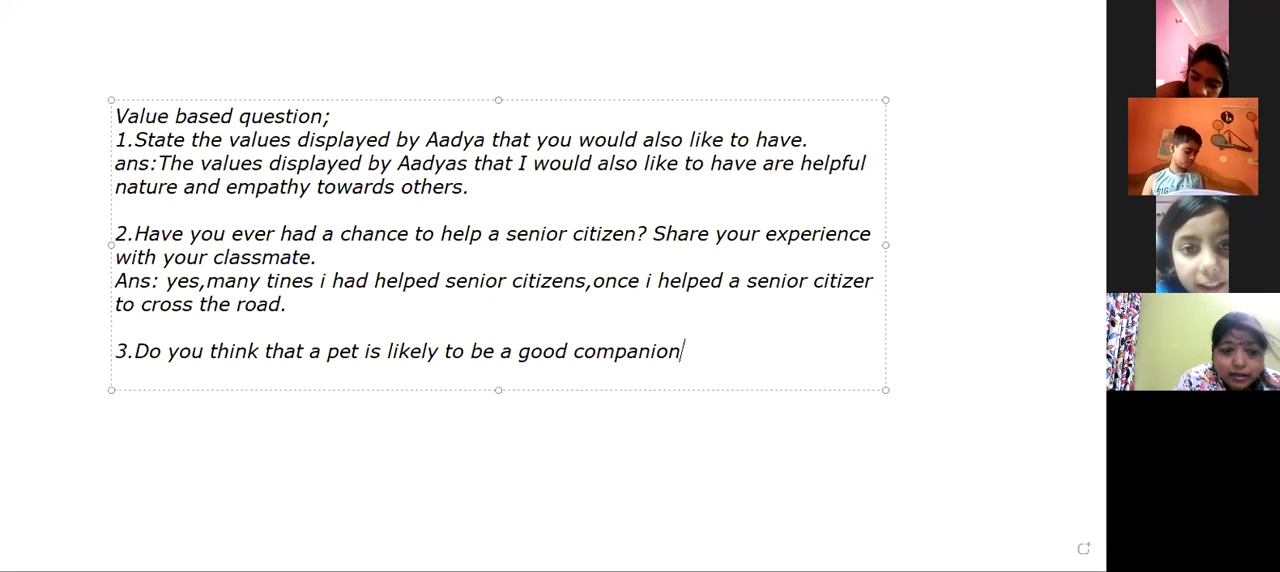 Value based question;
1.State the values displayed by Aadya that you would also like to have.
ans:The values displayed by Aadyas that I would also like to have are helpful
nature and empathy towards others.
2.Have you ever had a chance to help a senior citizen? Share your experience
with your classmate.
Ans: yes,many tines i had helped senior citizens,once i helped a senior citizer
to cross the road.
3.Do you think that a pet is likely to be a good companion
BIG